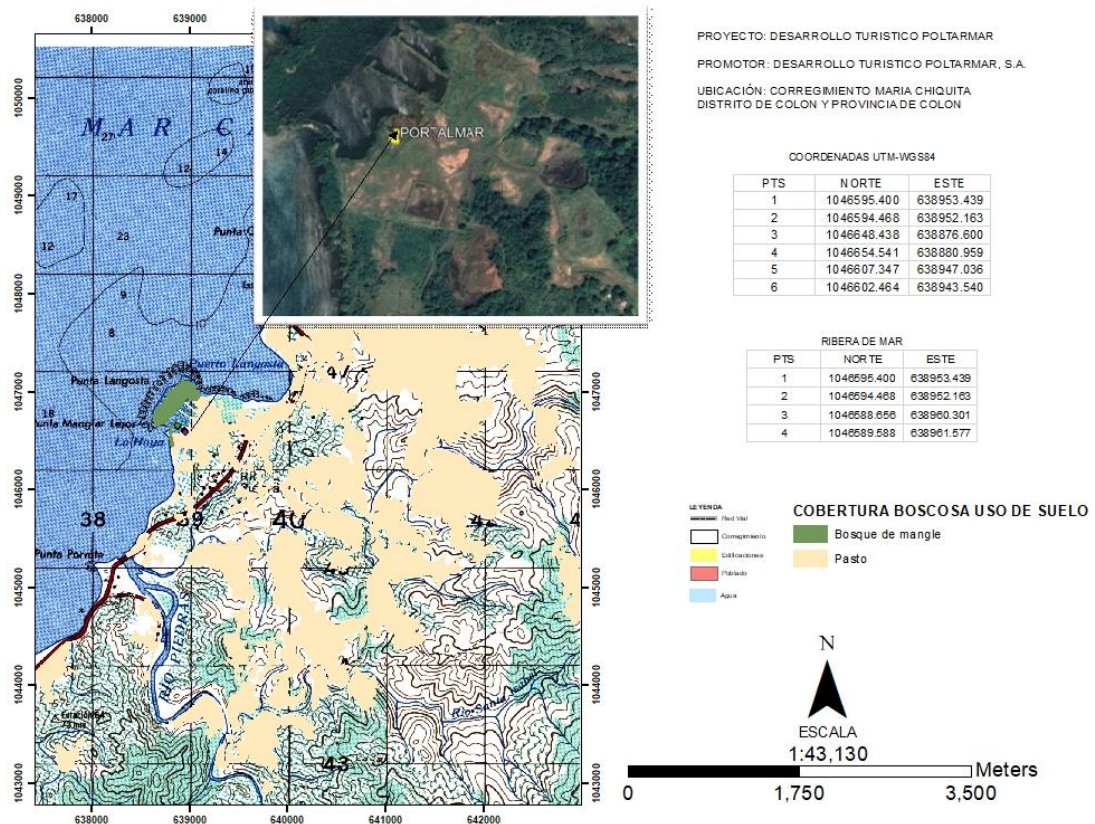 638000 639000
1050000
1049000
1048000
1047000
1046000
1045000
1044000
1043000
M A R C
27
14
12
17
12
23
9
8
10
18
Punta
Puerto Langosta
Punta Langosta
Punta Manglar Lejos
La Hoya
38 39 40
Punta Porrote
RIO PIEDRA
43
638000 639000 640000 641000 642000
PORTALMAR
PROYECTO: DESARROLLO TURISTICO POLTARMAR
PROMOTOR: DESARROLLO TURISTICO POLTARMAR, S.A.
UBICACIÓN: CORREGIMIENTO MARIA CHIQUITA
DISTRITO DE COLON Y PROVINCIA DE COLON
COORDENADAS UTM-WGS84
PTS NORTE ESTE
1 1046595.400 638953.439
2 1046594.468 638952.163
3 1046648.438 638876.600
4 1046654.541 638880.959
5 1046607.347 638947.036
6 1046602.464 638943.540
RIBERA DE MAR
PTS NORTE ESTE
1 1046595.400 638953.439
2 1046594.468 638952.163
3 1046588.656 638960.301
4 1046589.588 638961.577
LEYENDA
Red Vial
Corregimiento
Edificaciones
Poblado
Agua
COBERTURA BOSCOSA USO DE SUELO
Bosque de mangle
Pasto
N
ESCALA
1:43,130
Meters
0 1,750 3,500